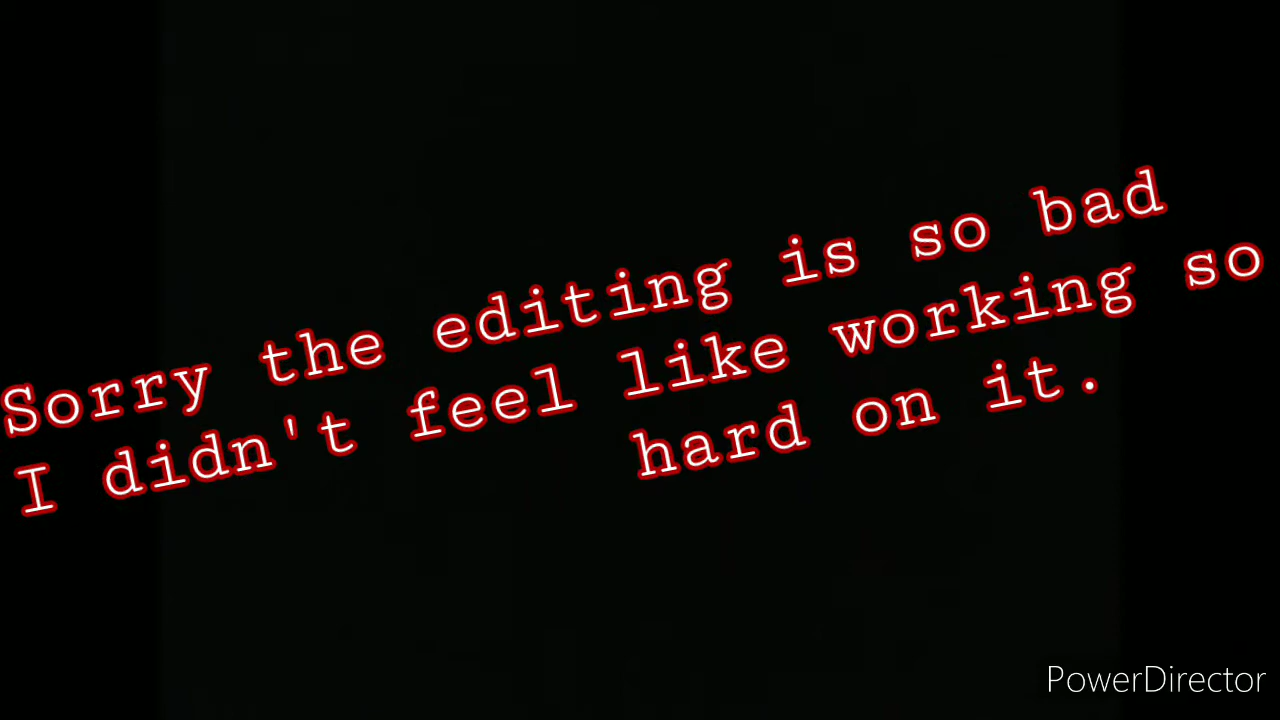 Sorry the editing is so bad
I didn't feel like working so
hard on it.
PowerDirector